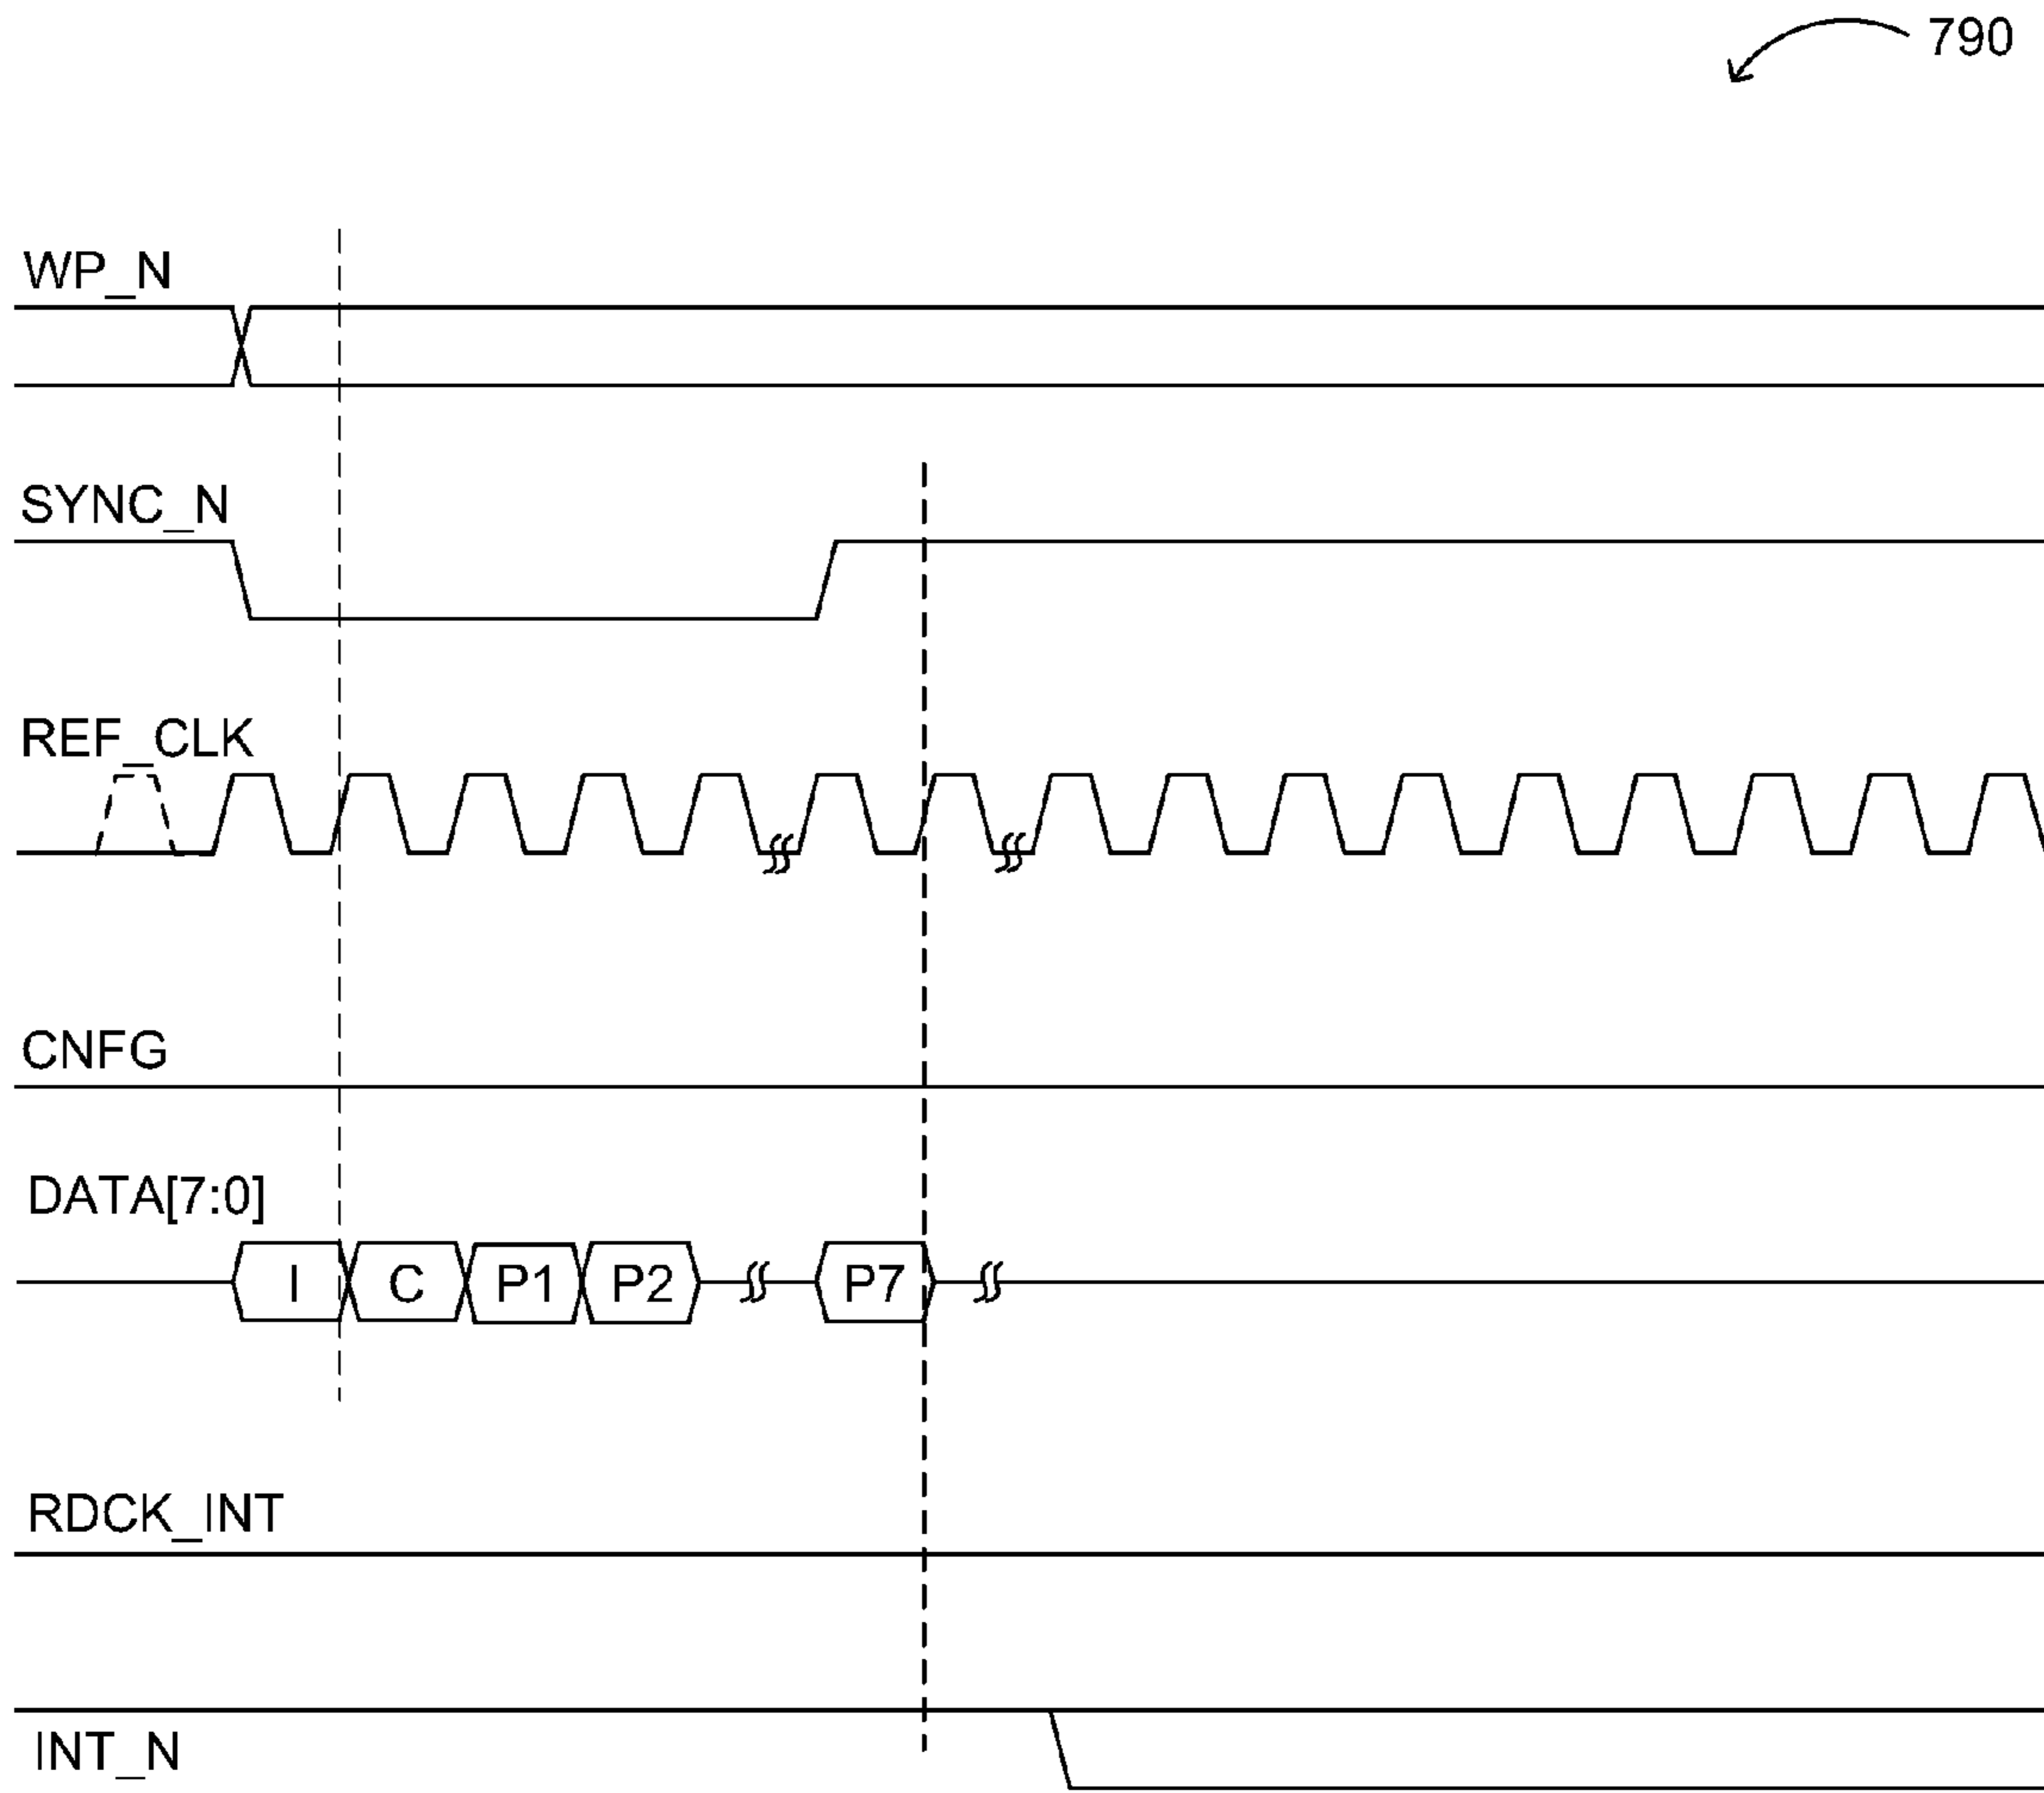 790
WP_N
SYNC_N
REF_CLK
CNFG
DATA[7:0]
I C P1 P2 P7
RDCK_INT
INT_N